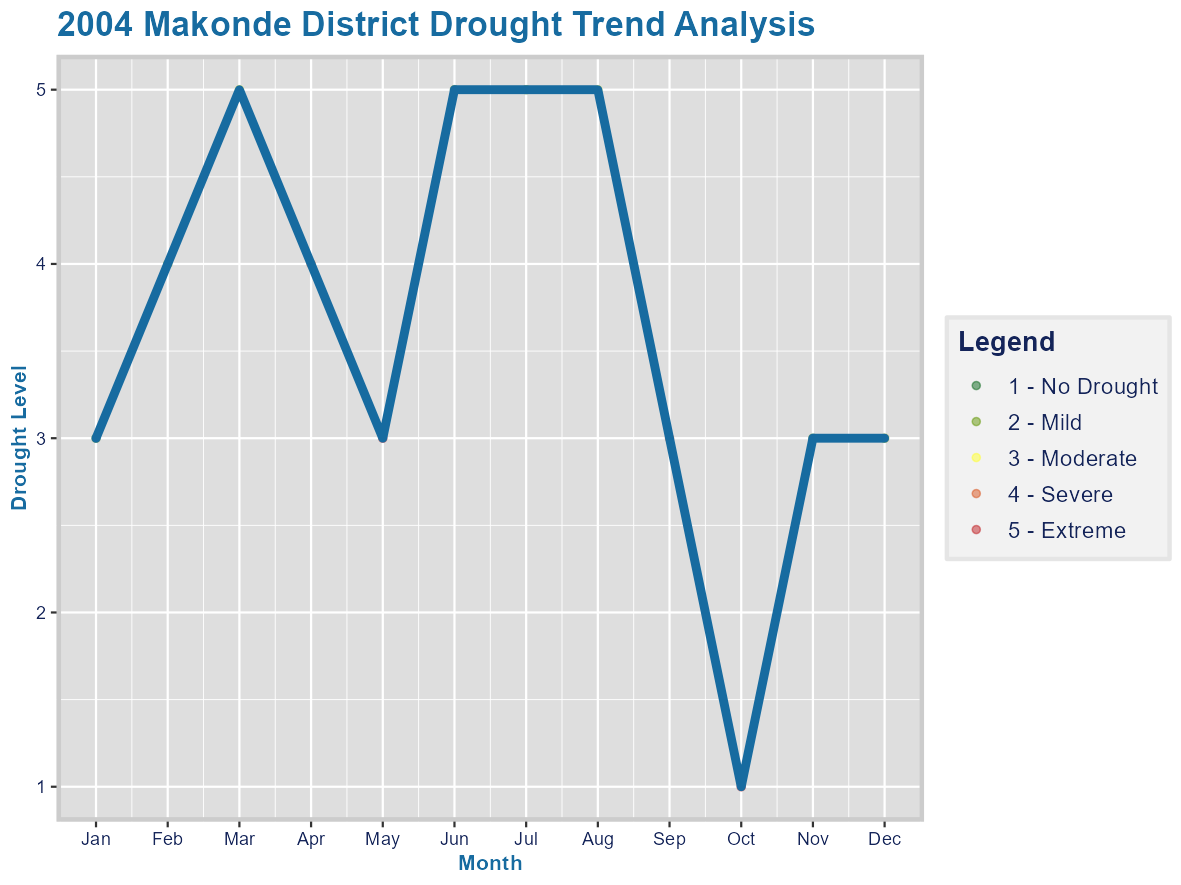 2004 Makonde District Drought Trend Analysis
5
4
3
2
1
Drought Level
Jan Feb Mar Apr May Jun Jul Aug Sep Oct Nov Dec
Month
Legend
1 - No Drought
2 - Mild
3 - Moderate
4 - Severe
5 - Extreme